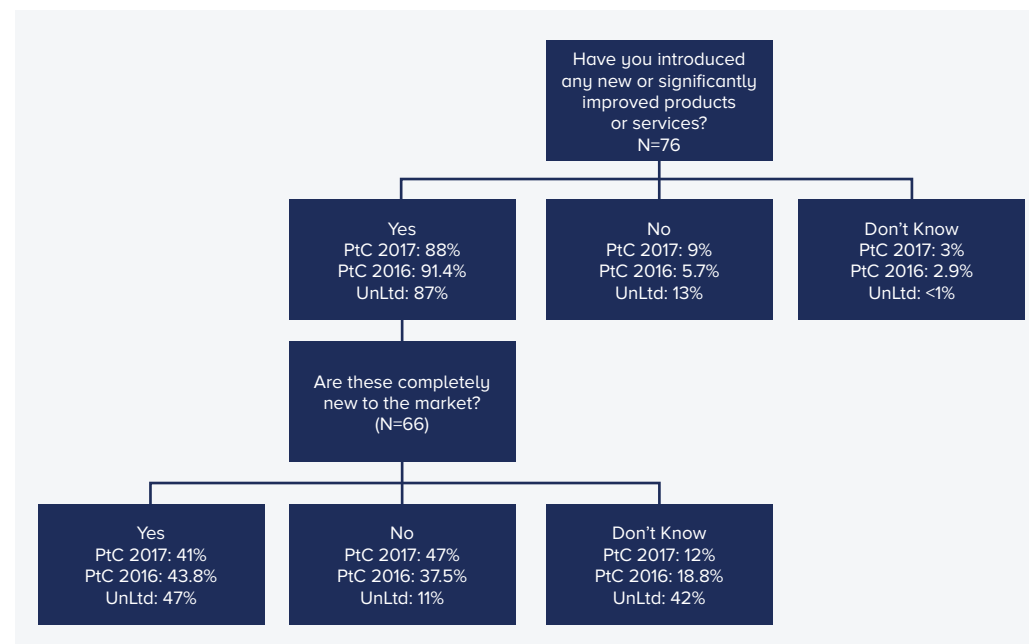 Have you introduced
any new or significantly
improved products
or services?
N=76
Yes
PtC 2017: 88%
PtC 2016: 91.4%
UnLtd: 87%
No
PtC 2017: 9%
PtC 2016: 5.7%
UnLtd: 13%
Don't Know
PtC 2017: 3%
PtC 2016: 2.9%
UnLtd: <1%
Are these completely
new to the market?
(N=66)
Yes
PtC 2017: 41%
PtC 2016: 43.8%
UnLtd: 47%
No
PtC 2017: 47%
PtC 2016: 37.5%
UnLtd: 11%
Don't Know
PtC 2017: 12%
PtC 2016: 18.8%
UnLtd: 42%